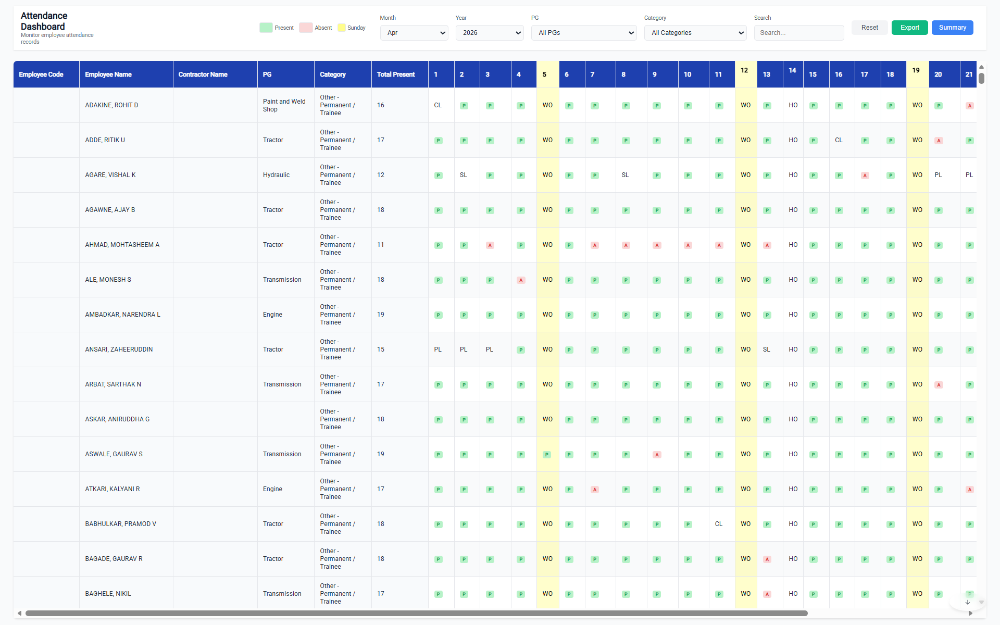 Attendance
Dashboard
Monitor employee attendance
records
Present Absent Sunday
Month Year PG Category Search
Apr 2026 All PGs All Categories Search... Reset Export Summary
Employee Code Employee Name Contractor Name PG Category Total Present 1 2 3 4 5 6 7 8 9 10 11 12 13 14 15 16 17 18 19 20 21
ADAKINE, ROHIT D Paint and Weld Shop Other - Permanent / Trainee 16 CL P P P WO P P P P P P WO P HO P P P P WO P A
ADDE, RITIK U Tractor Other - Permanent / Trainee 17 P P P P WO P P P P P P WO P HO P CL P P WO A P
AGARE, VISHAL K Hydraulic Other - Permanent / Trainee 12 P SL P P WO P P SL P P P WO P HO P P A P WO PL PL
AGAWNE, AJAY B Tractor Other - Permanent / Trainee 18 P P P P WO P P P P P P WO P HO P P P P WO P P
AHMAD, MOHTASHEEM A Tractor Other - Permanent / Trainee 11 P P A P WO P A A A A A WO A HO P P P P WO P P
ALE, MONESH S Transmission Other - Permanent / Trainee 18 P P P A WO P P P P P P WO P HO P P P P WO P P
AMBADKAR, NARENDRA L Engine Other - Permanent / Trainee 19 P P P P WO P P P P P P WO P HO P P P P WO P P
ANSARI, ZAHEERUDDIN Tractor Other - Permanent / Trainee 15 PL PL PL P WO P P P P P P WO SL HO P P P P WO P P
ARBAT, SARTHAK N Transmission Other - Permanent / Trainee 17 P P P P WO P P P P P P WO P HO P P P P WO A P
ASKAR, ANIRUDDHA G Other - Permanent / Trainee 18 P P P P WO P P P P P P WO P HO P P P P WO P P
ASWALE, GAURAV S Transmission Other - Permanent / Trainee 19 P P P P P P P P A P P WO P HO P P P P WO P P
ATKARI, KALYANI R Engine Other - Permanent / Trainee 17 P P P P WO P A P P P P WO P HO P P P P WO P A
BABHULKAR, PRAMOD V Tractor Other - Permanent / Trainee 18 P P P P WO P P P P P CL WO P HO P P P P WO P P
BAGADE, GAURAV R Tractor Other - Permanent / Trainee 18 P P P P WO P P P P P P WO A HO P P P P WO P P
BAGHELE, NIKIL Transmission Other - Permanent / Trainee 17 P P P P WO P P P P P P WO A HO P P P P WO P P